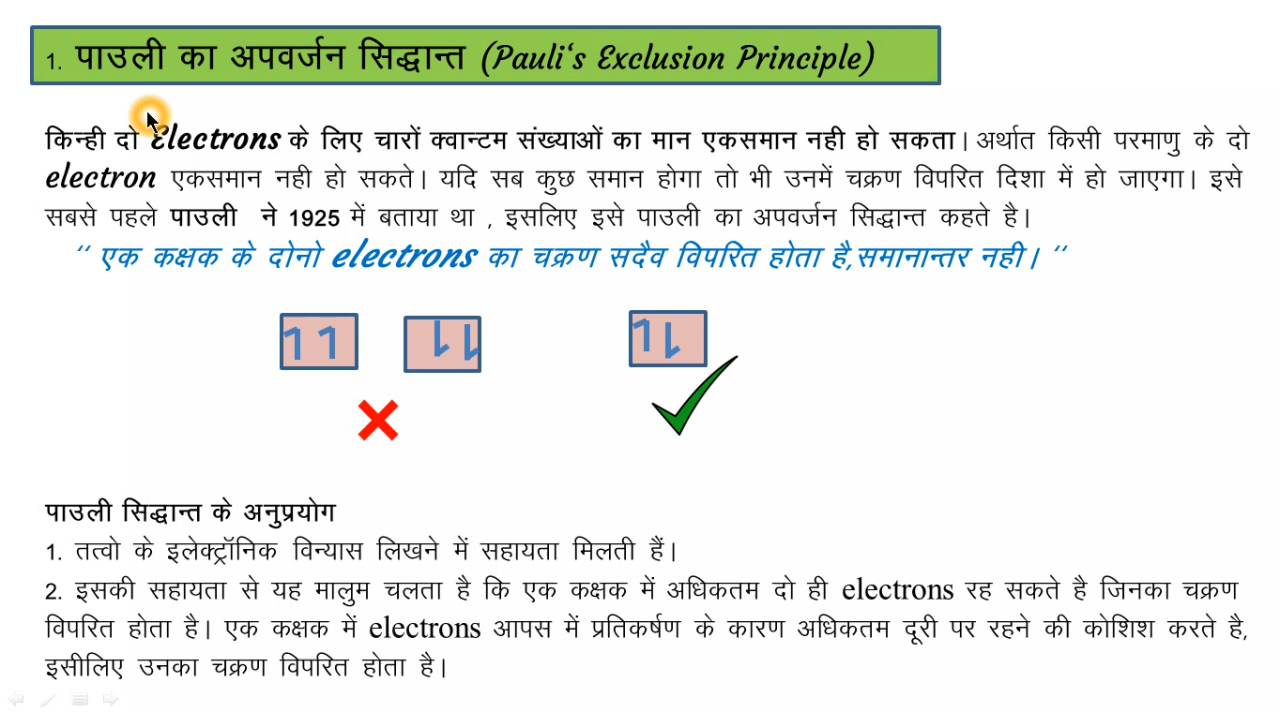 1. पाउली का अपवर्जन सिद्धान्त (Pauli‘s Exclusion Principle)
किन्ही दो Electrons के लिए चारों क्वान्टम संख्याओं का मान एकसमान नही हो सकता। अर्थात किसी परमाणु के दो
electron एकसमान नही हो सकते। यदि सब कुछ समान होगा तो भी उनमें चक्रण विपरित दिशा में हो जाएगा। इसे
सबसे पहले पाउली ने 1925 में बताया था , इसलिए इसे पाउली का अपवर्जन सिद्धान्त कहते है।
‘‘ एक कक्षक के दोनो electrons का चक्रण सदैव विपरित होता है,समानान्तर नही। ‘‘
पाउली सिद्धान्त के अनुप्रयोग
1. तत्वो के इलेक्ट्रॉनिक विन्यास लिखने में सहायता मिलती हैं।
2. इसकी सहायता से यह मालुम चलता है कि एक कक्षक में अधिकतम दो ही electrons रह सकते है जिनका चक्रण
विपरित होता है। एक कक्षक में electrons आपस में प्रतिकर्षण के कारण अधिकतम दूरी पर रहने की कोशिश करते है,
इसीलिए उनका चक्रण विपरित होता है।